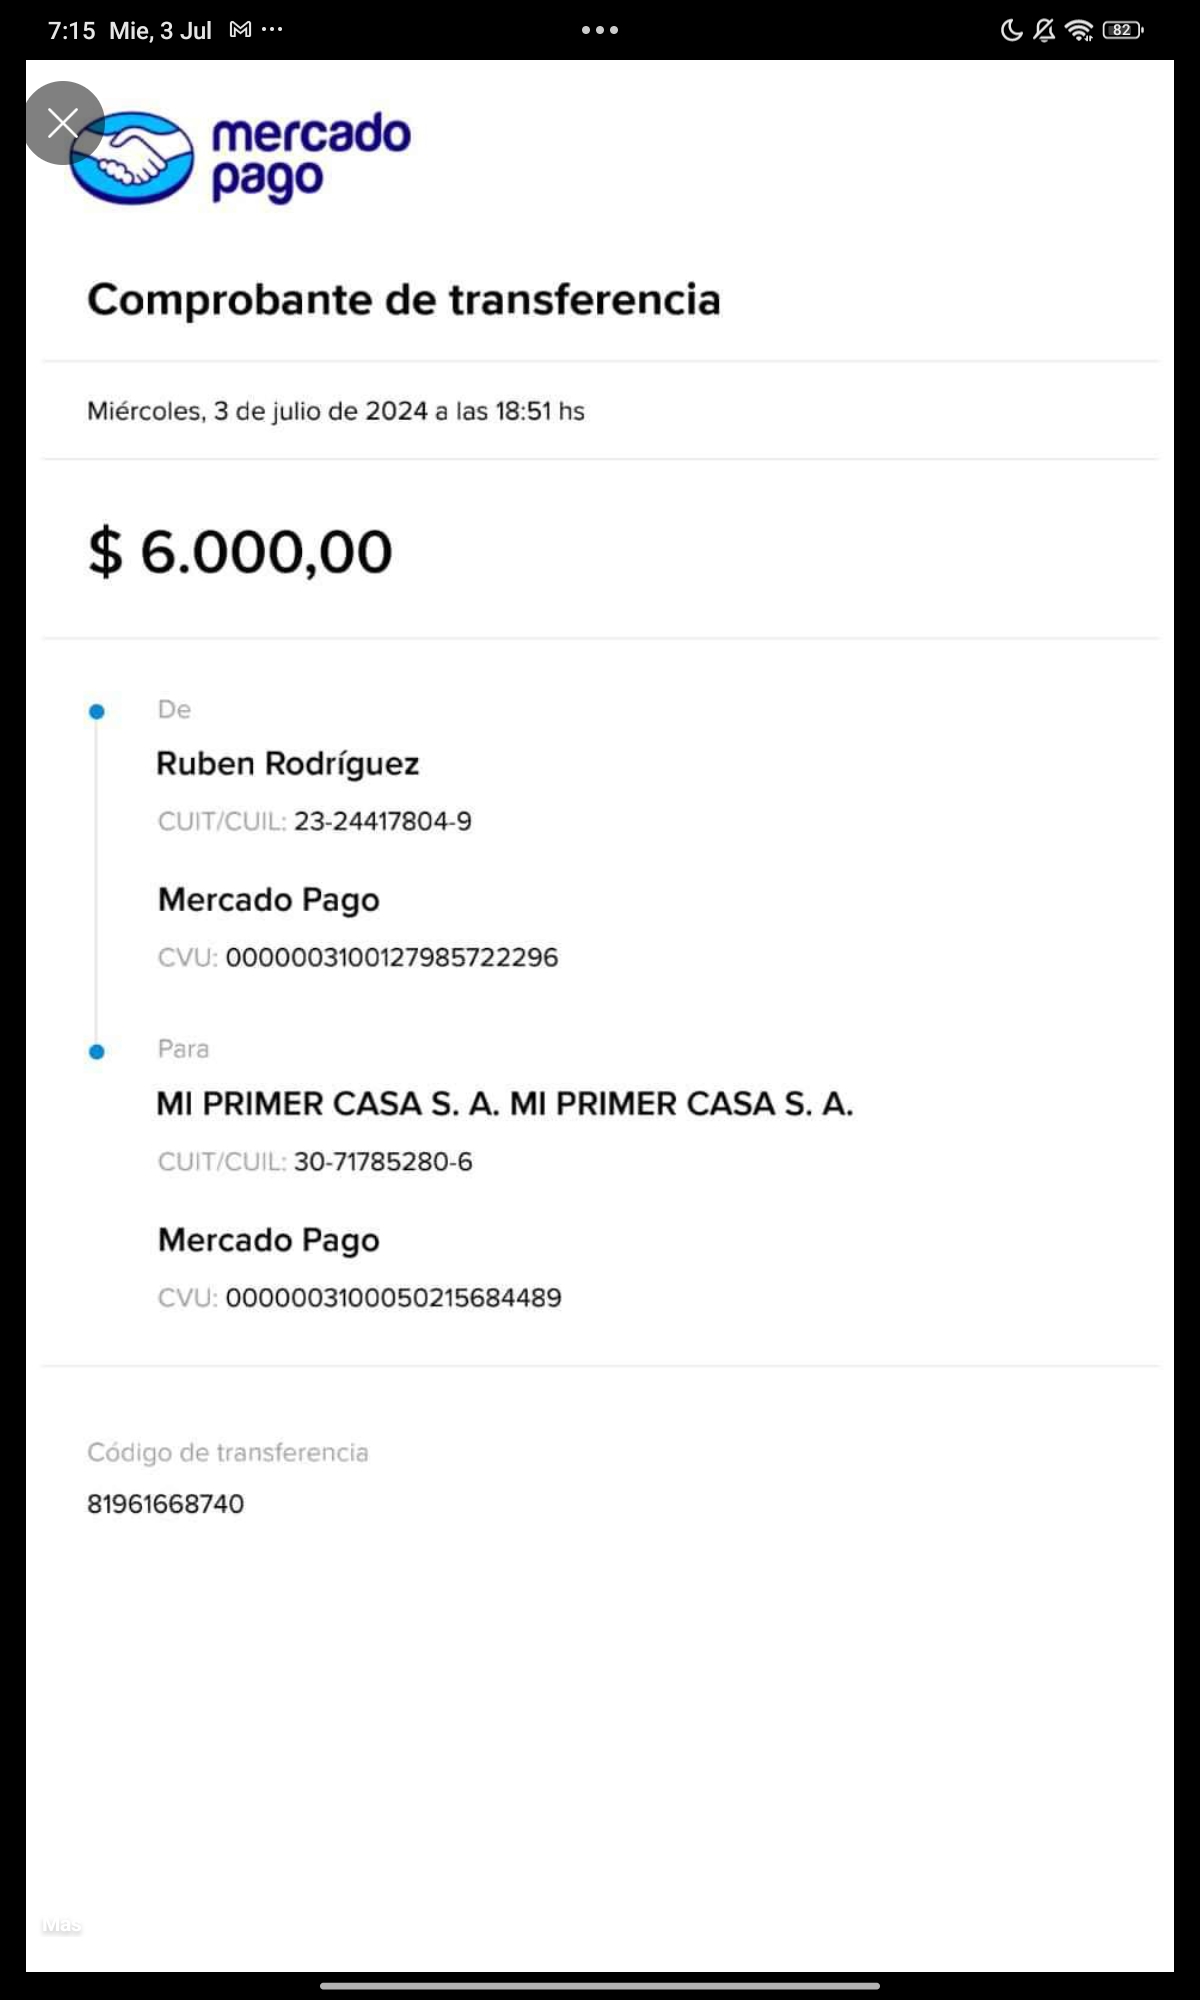 7:15 Mie, 3 Jul
82
mercado
pago
Comprobante de transferencia
Miércoles, 3 de julio de 2024 a las 18:51 hs
$ 6.000,00
De
Ruben Rodríguez
CUIT/CUIL: 23-24417804-9
Mercado Pago
CVU: 0000003100127985722296
Para
MI PRIMER CASA S. A. MI PRIMER CASA S. A.
CUIT/CUIL: 30-71785280-6
Mercado Pago
CVU: 0000003100050215684489
Código de transferencia
81961668740
Más